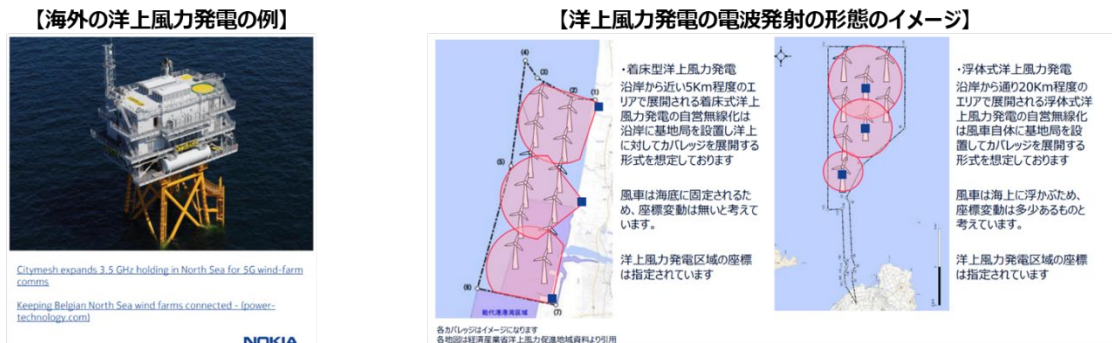 【海外の洋上風力発電の例】
Citymesh expands 3.5 GHz holding in North Sea for 5G wind-farm
comms
Keeping Belgian North Sea wind farms connected - (power-
technology.com)
NOKIA
【洋上風力発電の電波発射の形態のイメージ】
(4)
(3)
(2)
(1)
(5)
(6)
(7)
能代港港湾区域
・着床型洋上風力発電
沿岸から近い5Km程度のエ
リアで展開される着床式洋上
風力発電の自営無線化は
沿岸に基地局を設置し洋上
に対してカバレッジを展開する
形式を想定しております
風車は海底に固定されるた
め、座標変動は無いと考えて
います。
洋上風力発電区域の座標
は指定されています
各カバレッジはイメージになります
各地図は経済産業省洋上風力促進地域資料より引用
・浮体式洋上風力発電
沿岸から通り20Km程度の
エリアで展開される浮体式洋
上風力発電の自営無線化
は風車自体に基地局を設
置してカバレッジを展開する
形式を想定しております
風車は海上に浮かぶため、
座標変動は多少あるものと
考えています。
洋上風力発電区域の座標
は指定されています